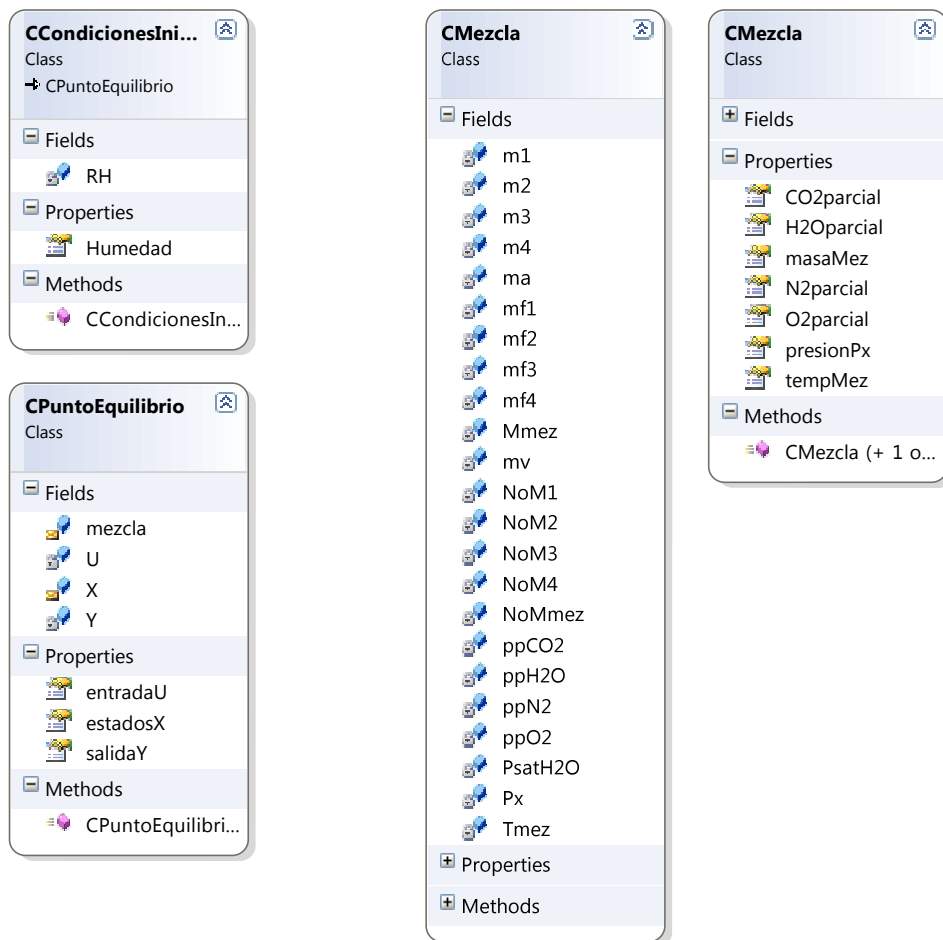 CCondicionesIni...
Class
CPuntoEquilibrio
Fields
RH
Properties
Humedad
Methods
CCondicionesIn...
CPuntoEquilibrio
Class
Fields
mezcla
U
X
Y
Properties
entradaU
estadosX
salidaY
Methods
CPuntoEquilibri...
CMezcla
Class
Fields
m1
m2
m3
m4
ma
mf1
mf2
mf3
mf4
Mmez
mv
NoM1
NoM2
NoM3
NoM4
NoMmez
ppCO2
ppH2O
ppN2
ppO2
PsatH2O
Px
Tmez
Properties
Methods
CMezcla
Class
Fields
Properties
CO2parcial
H2Oparcial
masaMez
N2parcial
O2parcial
presionPx
tempMez
Methods
CMezcla (+ 1 o...